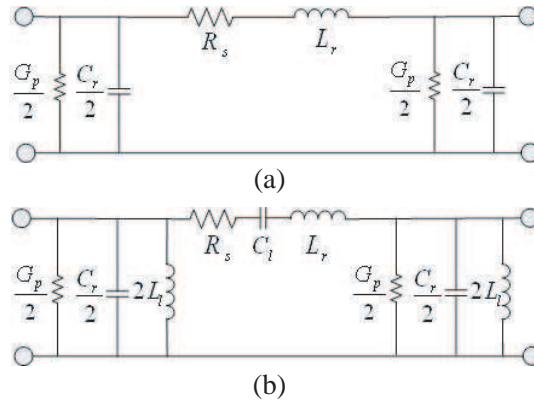 R_s L_r
G_p/2 C_r/2 G_p/2 C_r/2
(a)
R_s C_l L_r
G_p/2 C_r/2 2L_l G_p/2 C_r/2 2L_l
(b)